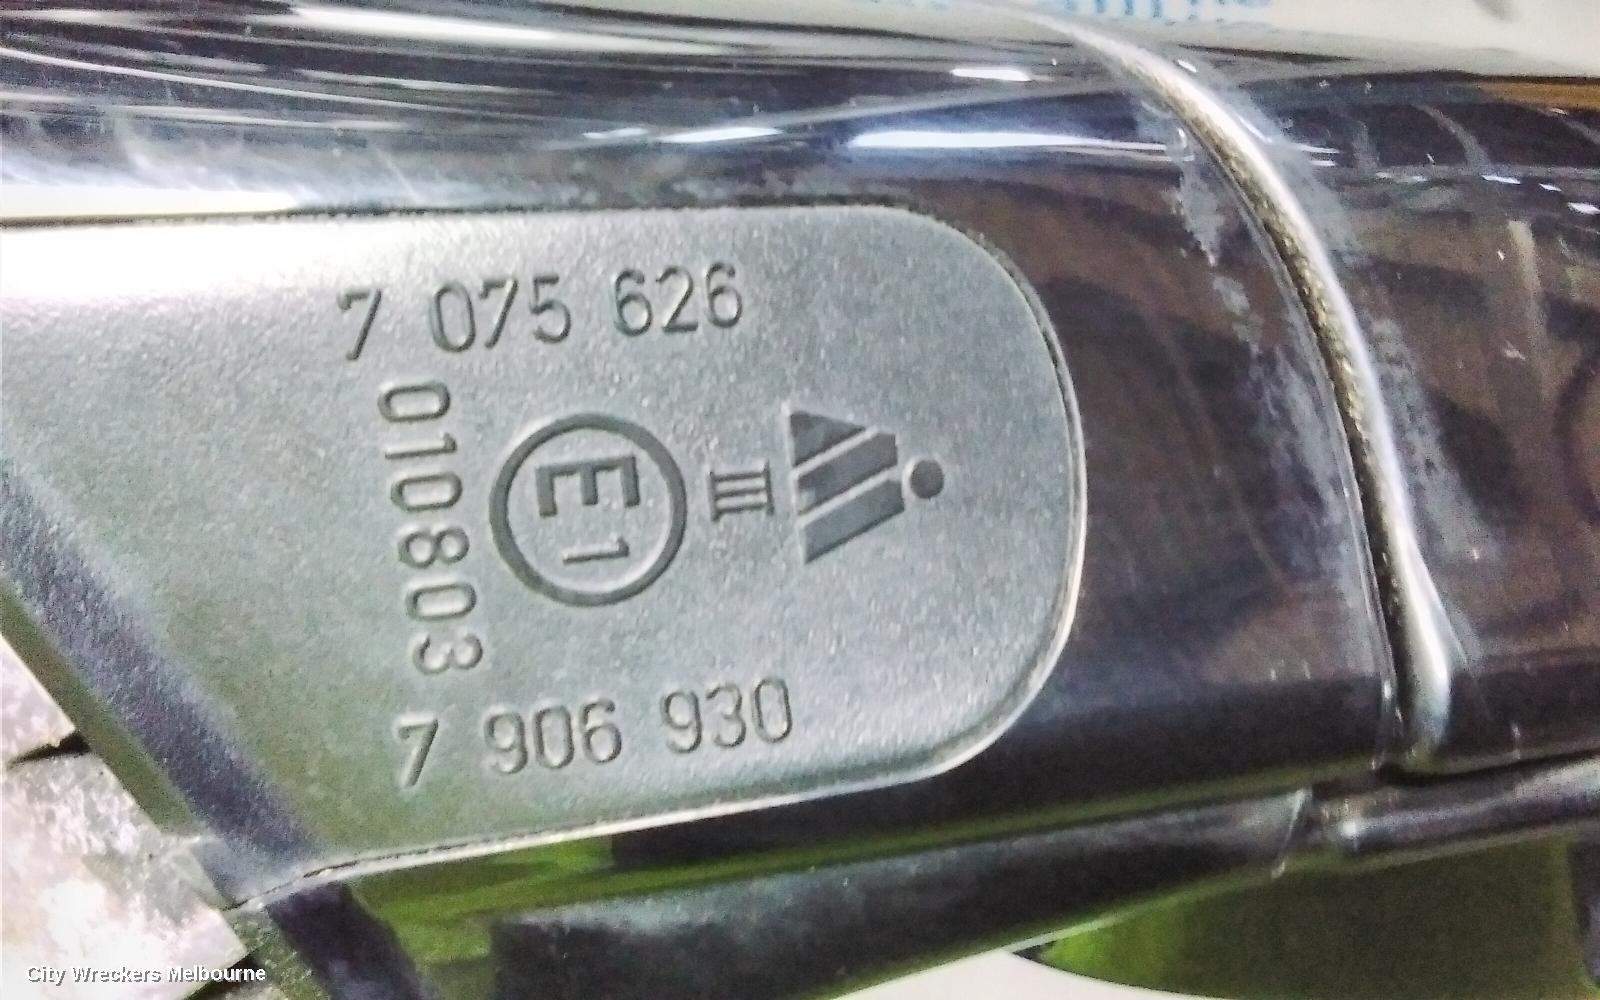 7 075 626
010803
E1
III
7 906 930
City Wreckers Melbourne